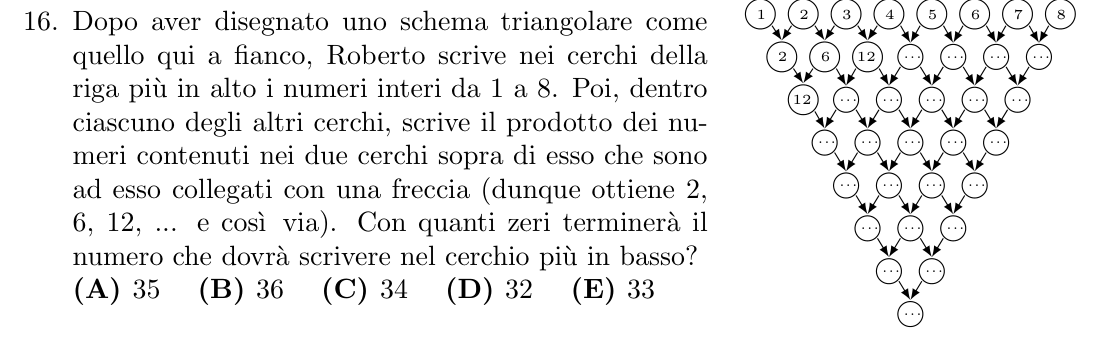 16. Dopo aver disegnato uno schema triangolare come
quello qui a fianco, Roberto scrive nei cerchi della
riga più in alto i numeri interi da 1 a 8. Poi, dentro
ciascuno degli altri cerchi, scrive il prodotto dei nu-
meri contenuti nei due cerchi sopra di esso che sono
ad esso collegati con una freccia (dunque ottiene 2,
6, 12, ... e così via). Con quanti zeri terminerà il
numero che dovrà scrivere nel cerchio più in basso?
(A) 35 (B) 36 (C) 34 (D) 32 (E) 33
1 2 3 4 5 6 7 8
2 6 12 ... ... ... ...
12 ... ... ... ... ...
... ... ... ... ...
... ... ... ...
... ... ...
... ...
...